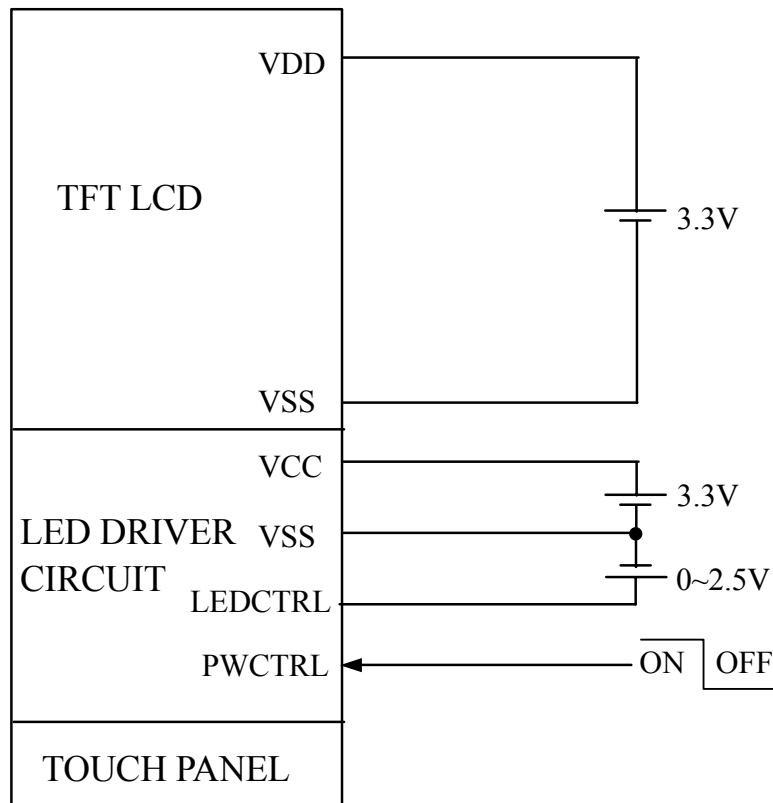 VDD
TFT LCD
3.3V
VSS
VCC
3.3V
LED DRIVER
CIRCUIT
VSS
0~2.5V
LEDCTRL
PWCTRL
ON
OFF
TOUCH PANEL